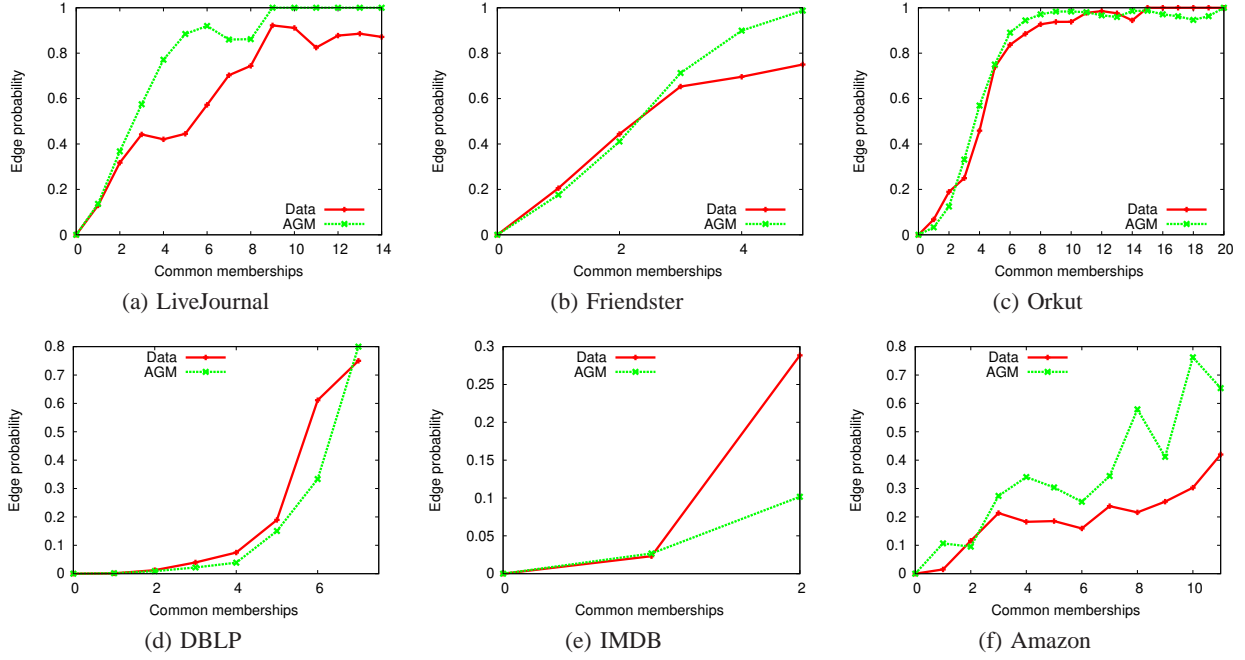 1
0.8
0.6
0.4
0.2
0
Edge probability
Data
AGM
0 2 4 6 8 10 12 14
Common memberships
(a) LiveJournal
1
0.8
0.6
0.4
0.2
0
Edge probability
Data
AGM
0 2 4
Common memberships
(b) Friendster
1
0.8
0.6
0.4
0.2
0
Edge probability
Data
AGM
0 2 4 6 8 10 12 14 16 18 20
Common memberships
(c) Orkut
0.8
0.7
0.6
0.5
0.4
0.3
0.2
0.1
0
Edge probability
Data
AGM
0 2 4 6
Common memberships
(d) DBLP
0.3
0.25
0.2
0.15
0.1
0.05
0
Edge probability
Data
AGM
0 2
Common memberships
(e) IMDB
0.8
0.7
0.6
0.5
0.4
0.3
0.2
0.1
0
Edge probability
Data
AGM
0 2 4 6 8 10
Common memberships
(f) Amazon